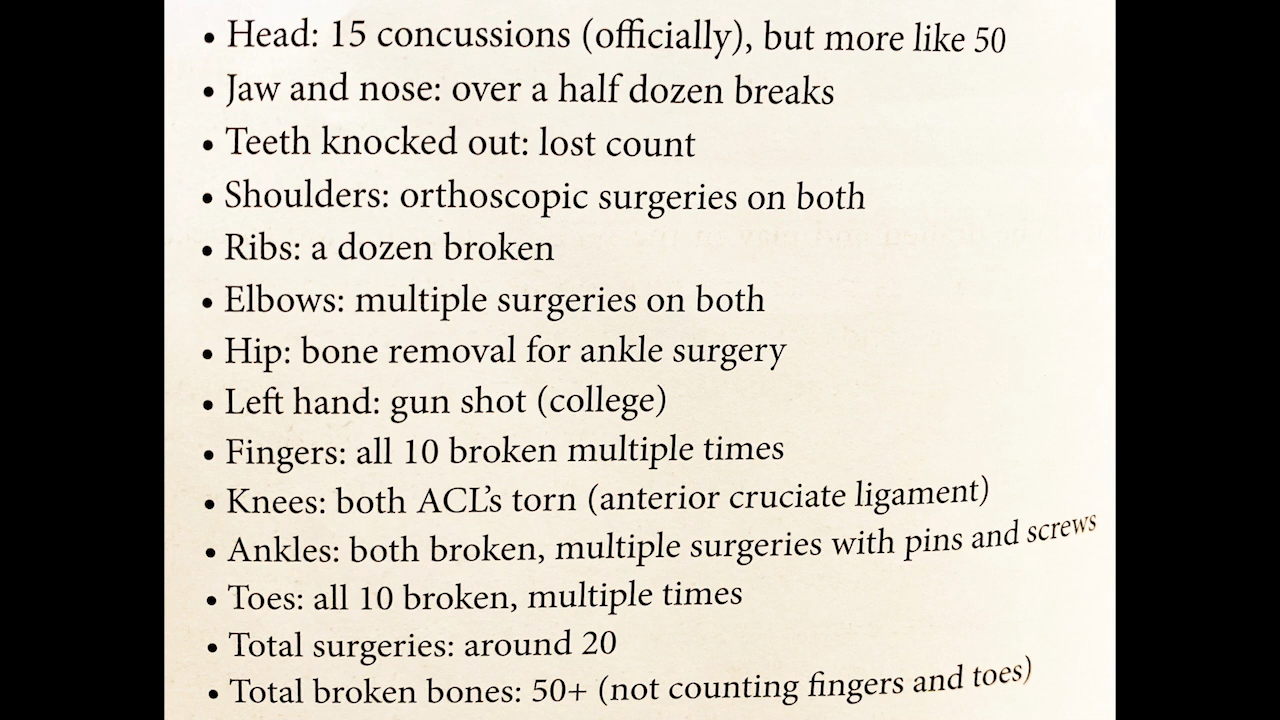 • Head: 15 concussions (officially), but more like 50
• Jaw and nose: over a half dozen breaks
• Teeth knocked out: lost count
• Shoulders: orthoscopic surgeries on both
• Ribs: a dozen broken
• Elbows: multiple surgeries on both
• Hip: bone removal for ankle surgery
• Left hand: gun shot (college)
• Fingers: all 10 broken multiple times
• Knees: both ACL’s torn (anterior cruciate ligament)
• Ankles: both broken, multiple surgeries with pins and screws
• Toes: all 10 broken, multiple times
• Total surgeries: around 20
• Total broken bones: 50+ (not counting fingers and toes)